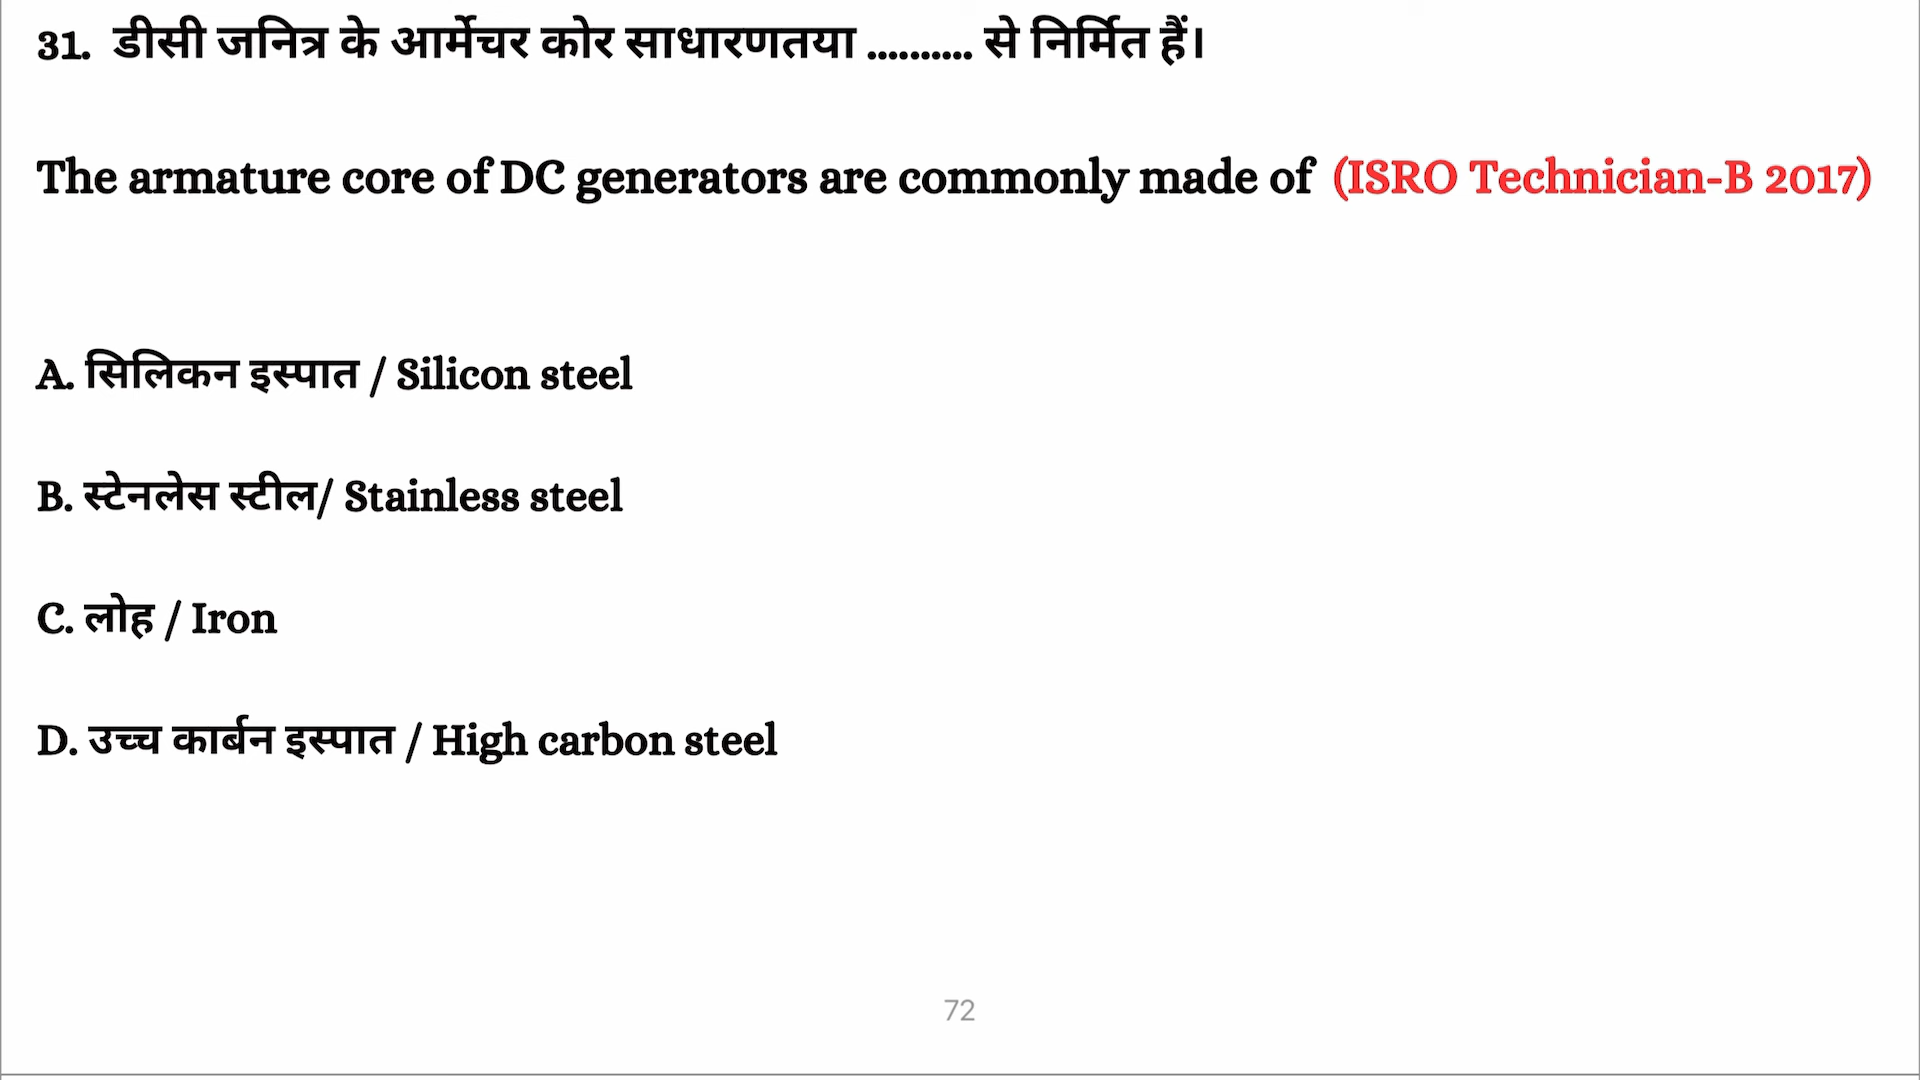 31. डीसी जनित्र के आर्मेचर कोर साधारणतया .......... से निर्मित हैं।
The armature core of DC generators are commonly made of (ISRO Technician-B 2017)
A. सिलिकन इस्पात / Silicon steel
B. स्टेनलेस स्टील/ Stainless steel
C. लोह / Iron
D. उच्च कार्बन इस्पात / High carbon steel
72